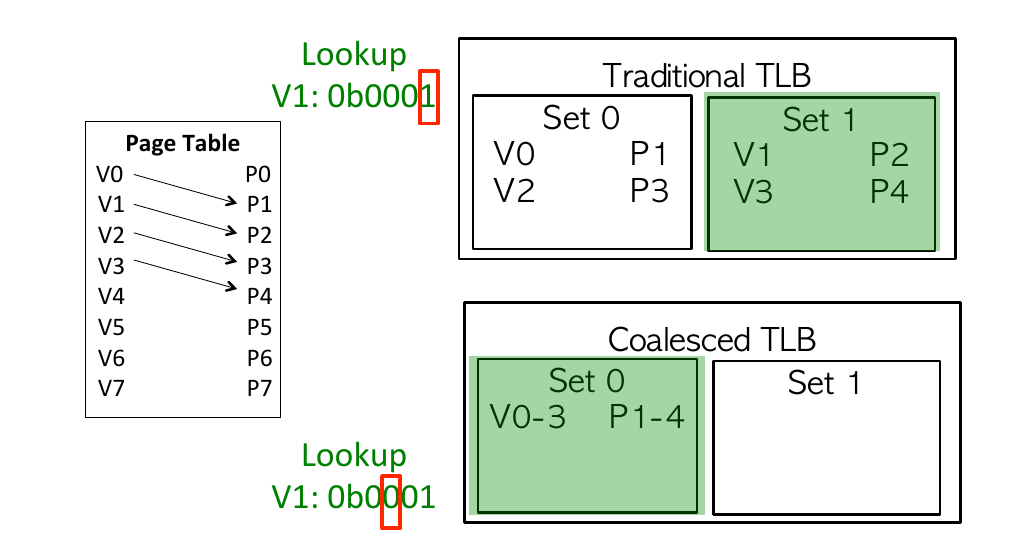 Lookup
V1: 0b0001
Page Table
V0 P0
V1 P1
V2 P2
V3 P3
V4 P4
V5 P5
V6 P6
V7 P7
Traditional TLB
Set 0
V0 P1
V2 P3
Set 1
V1 P2
V3 P4
Coalesced TLB
Set 0
V0-3 P1-4
Set 1
Lookup
V1: 0b0001